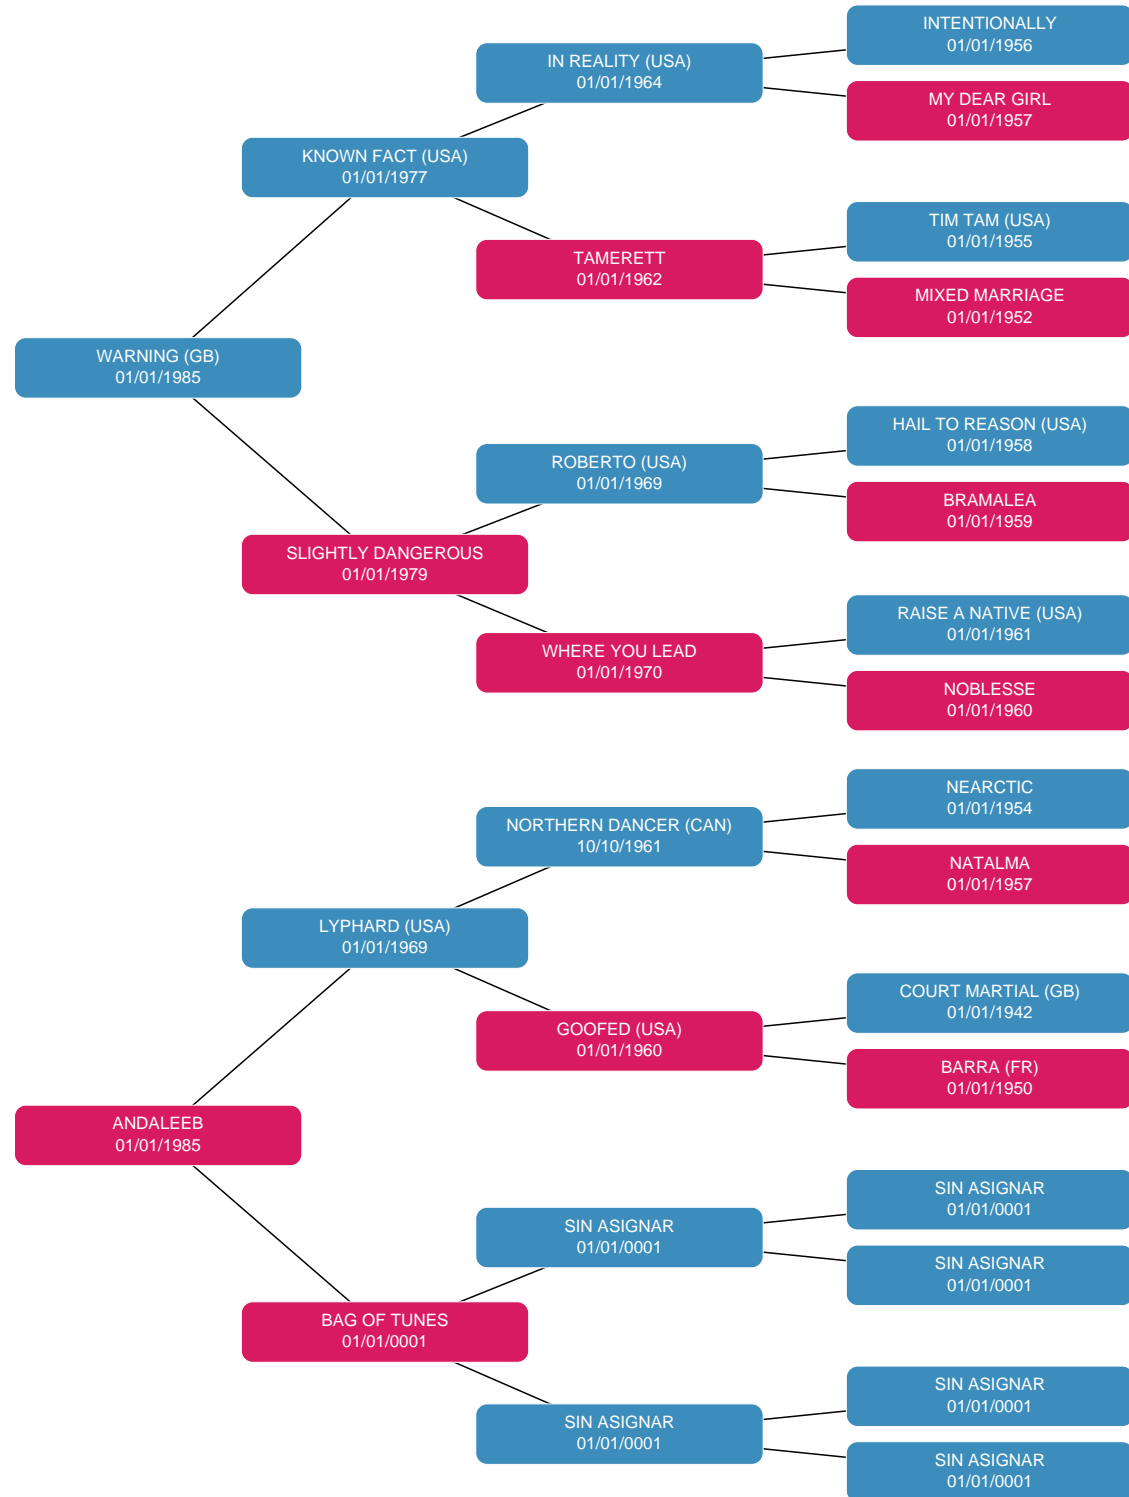 INTENTIONALLY
01/01/1956
IN REALITY (USA)
01/01/1964
MY DEAR GIRL
01/01/1957
KNOWN FACT (USA)
01/01/1977
TIM TAM (USA)
01/01/1955
TAMERETT
01/01/1962
MIXED MARRIAGE
01/01/1952
WARNING (GB)
01/01/1985
HAIL TO REASON (USA)
01/01/1958
ROBERTO (USA)
01/01/1969
BRAMALEA
01/01/1959
SLIGHTLY DANGEROUS
01/01/1979
RAISE A NATIVE (USA)
01/01/1961
WHERE YOU LEAD
01/01/1970
NOBLESSE
01/01/1960
NEARCTIC
01/01/1954
NORTHERN DANCER (CAN)
10/10/1961
NATALMA
01/01/1957
LYPHARD (USA)
01/01/1969
COURT MARTIAL (GB)
01/01/1942
GOOFED (USA)
01/01/1960
BARRA (FR)
01/01/1950
ANDALEEB
01/01/1985
SIN ASIGNAR
01/01/0001
SIN ASIGNAR
01/01/0001
SIN ASIGNAR
01/01/0001
BAG OF TUNES
01/01/0001
SIN ASIGNAR
01/01/0001
SIN ASIGNAR
01/01/0001
SIN ASIGNAR
01/01/0001